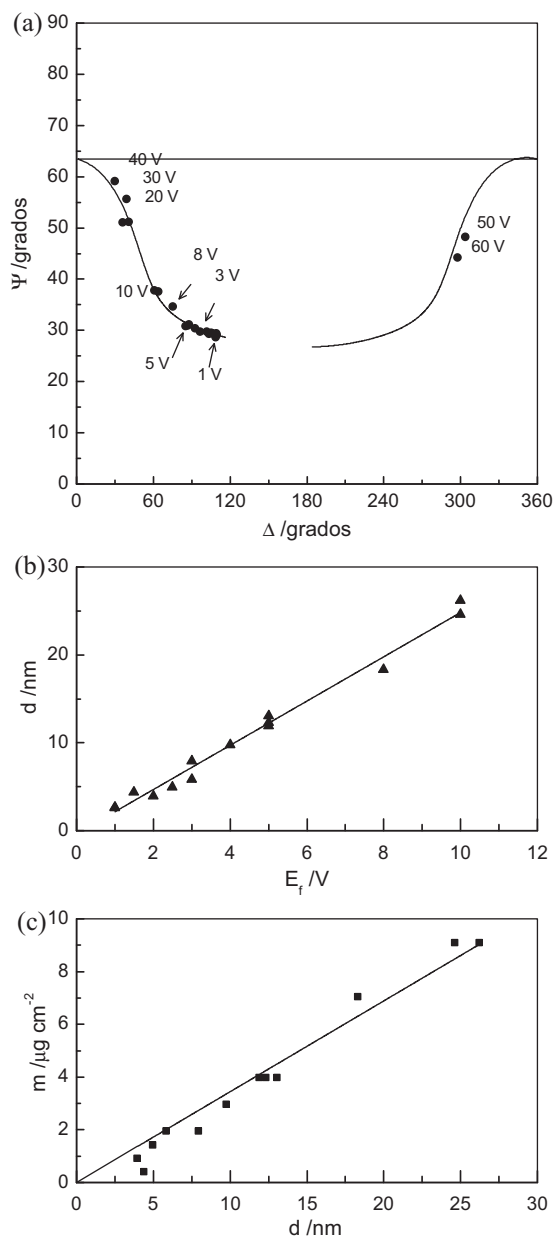 (a)
90
80
70
60
50
40
30
20
10
0
Ψ /grados
40 V
30 V
20 V
10 V
8 V
3 V
5 V
1 V
50 V
60 V
0 60 120 180 240 300 360
Δ /grados
(b)
30
20
10
0
d /nm
0 2 4 6 8 10 12
E_f /V
(c)
10
8
6
4
2
0
m /µg cm⁻²
0 5 10 15 20 25 30
d /nm